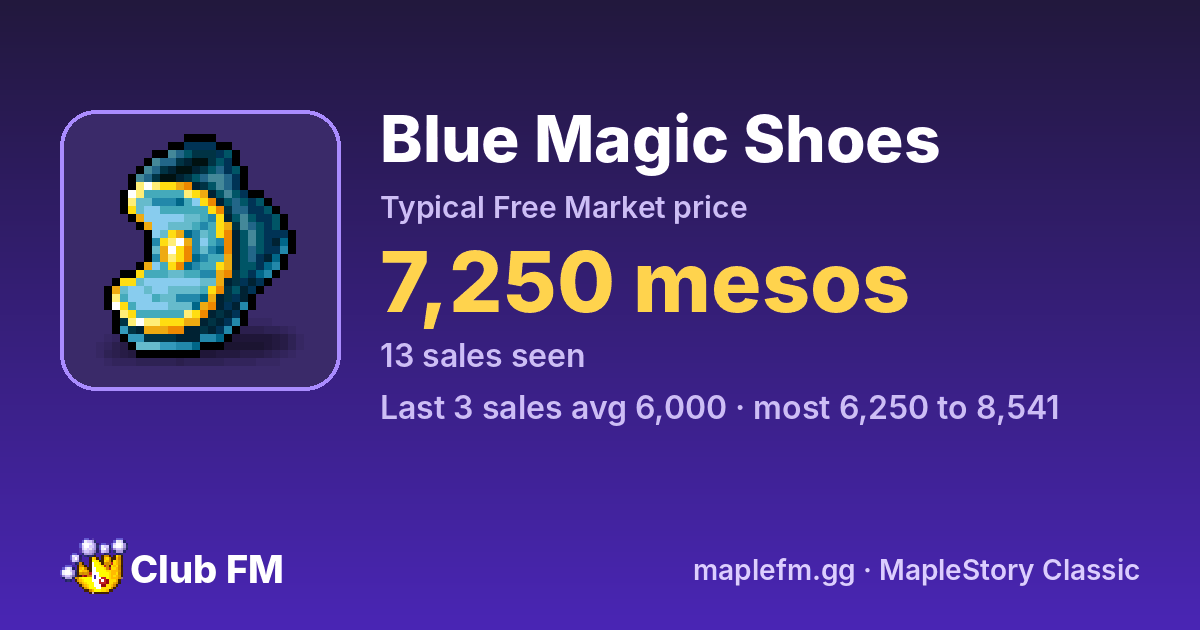 Blue Magic Shoes
Typical Free Market price
7,250 mesos
13 sales seen
Last 3 sales avg 6,000 · most 6,250 to 8,541
Club FM
maplefm.gg · MapleStory Classic